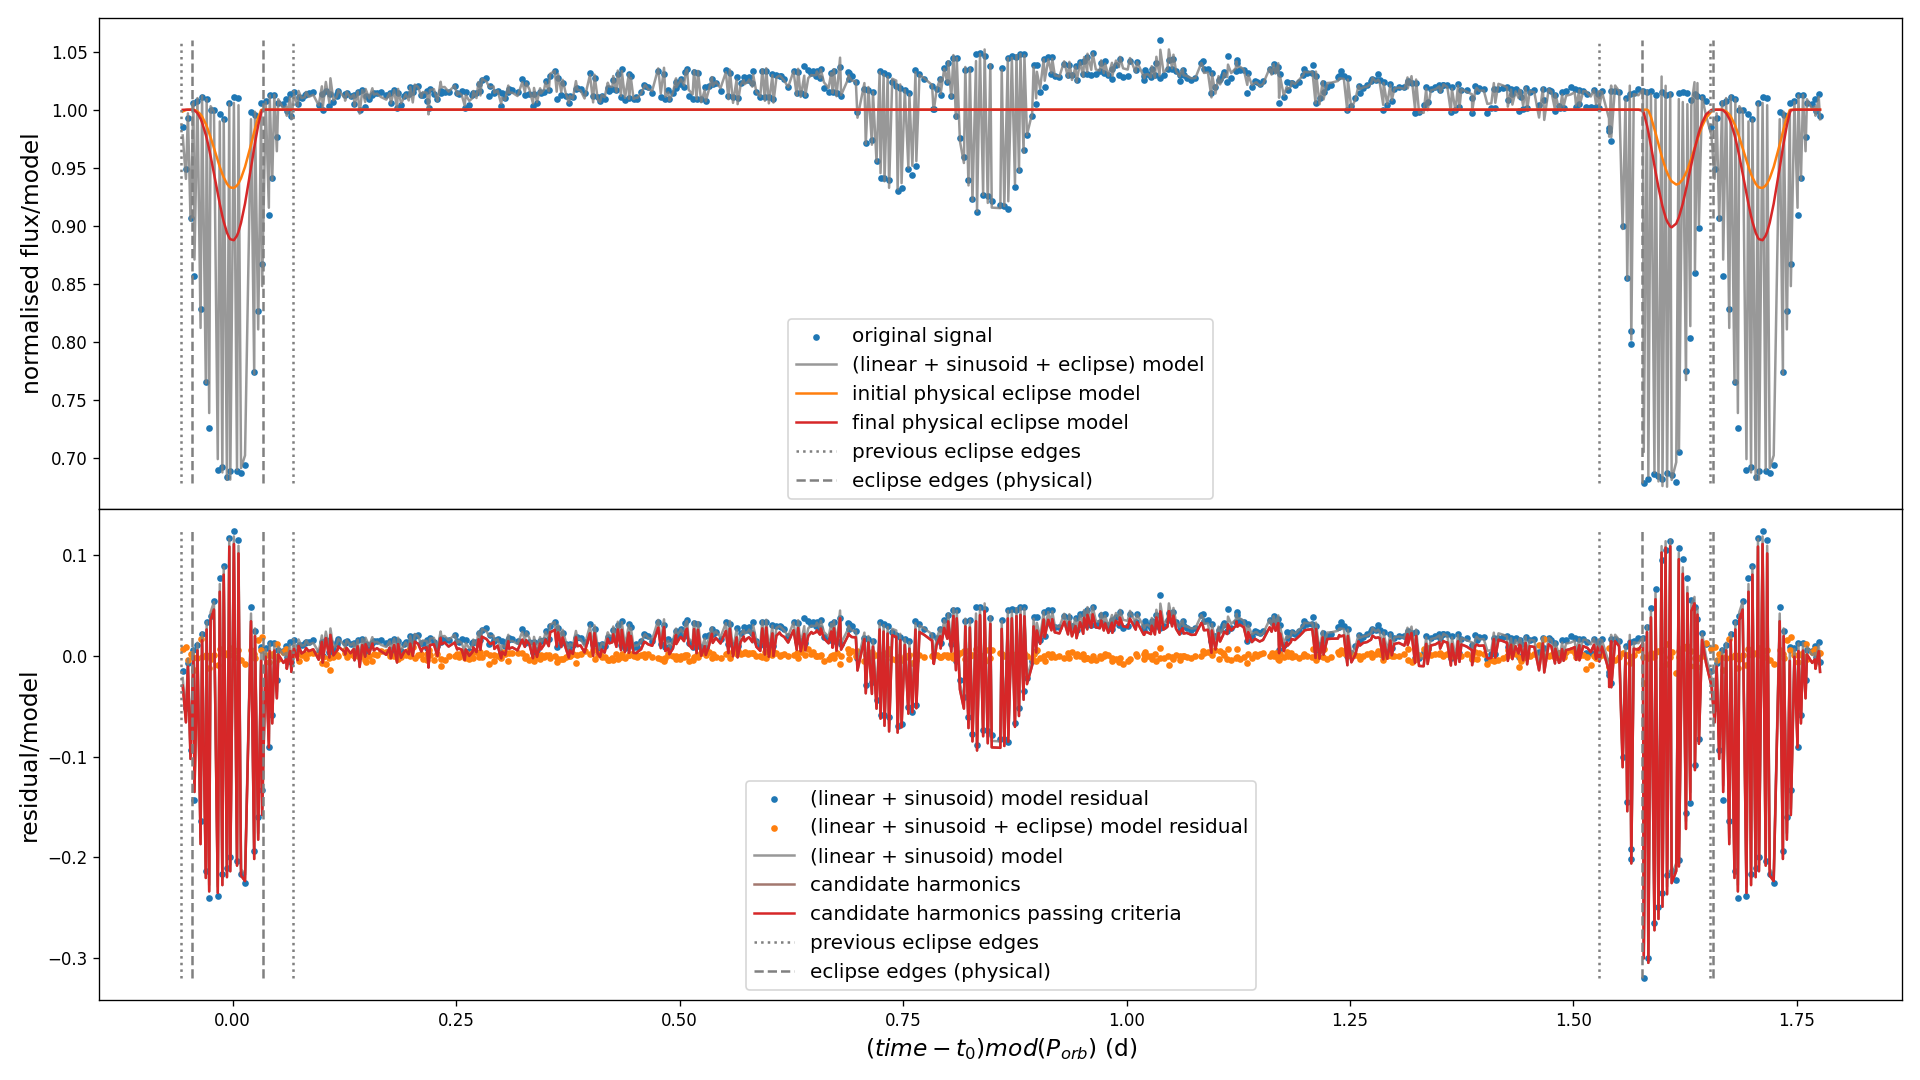 normalised flux/model
1.05
1.00
0.95
0.90
0.85
0.80
0.75
0.70
original signal
(linear + sinusoid + eclipse) model
initial physical eclipse model
final physical eclipse model
previous eclipse edges
eclipse edges (physical)
residual/model
0.1
0.0
−0.1
−0.2
−0.3
(linear + sinusoid) model residual
(linear + sinusoid + eclipse) model residual
(linear + sinusoid) model
candidate harmonics
candidate harmonics passing criteria
previous eclipse edges
eclipse edges (physical)
0.00 0.25 0.50 0.75 1.00 1.25 1.50 1.75
(time − t₀)mod(Pₒᵣb) (d)